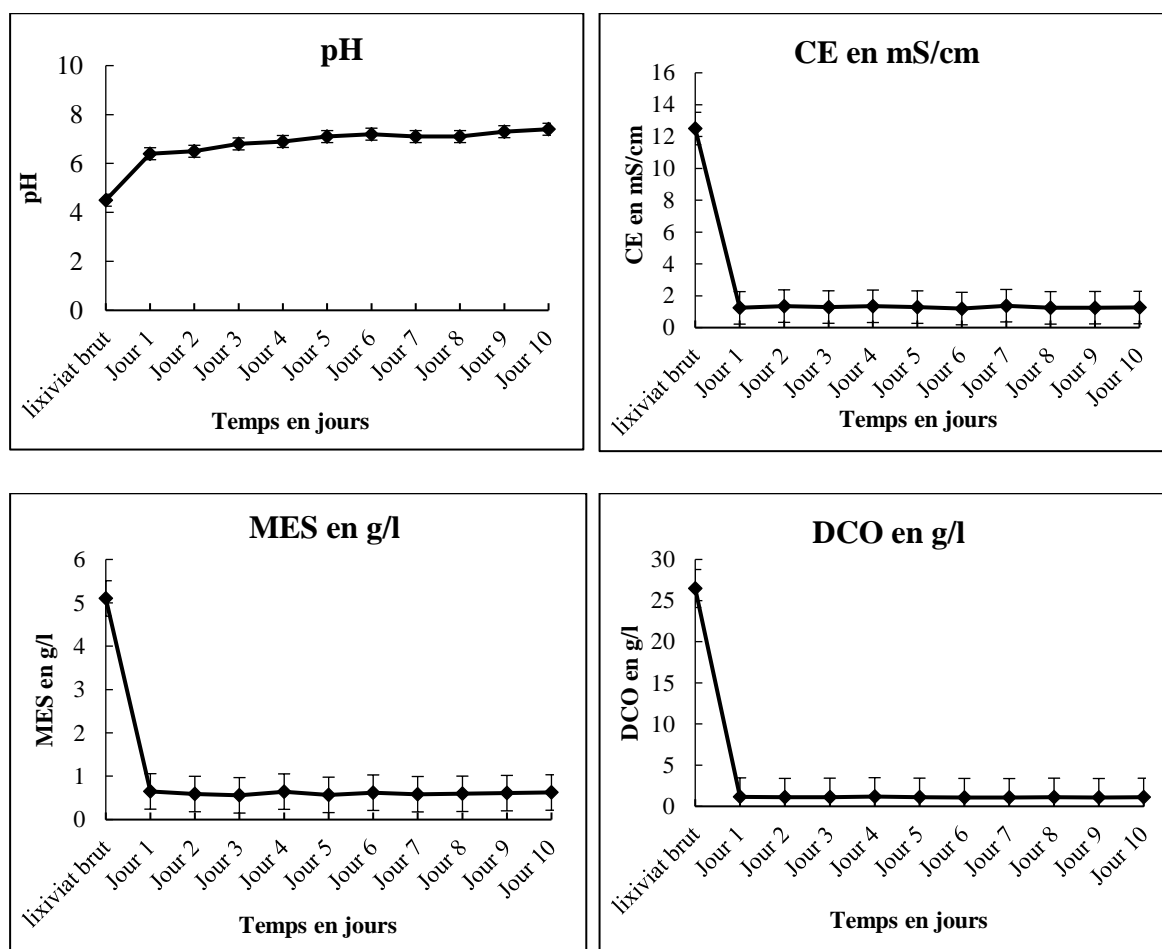 pH
10
8
6
4
2
0
pH
lixiviat brut
Jour 1
Jour 2
Jour 3
Jour 4
Jour 5
Jour 6
Jour 7
Jour 8
Jour 9
Jour 10
Temps en jours
CE en mS/cm
16
14
12
10
8
6
4
2
0
CE en mS/cm
lixiviat brut
Jour 1
Jour 2
Jour 3
Jour 4
Jour 5
Jour 6
Jour 7
Jour 8
Jour 9
Jour 10
Temps en jours
MES en g/l
6
5
4
3
2
1
0
MES en g/l
lixiviat brut
Jour 1
Jour 2
Jour 3
Jour 4
Jour 5
Jour 6
Jour 7
Jour 8
Jour 9
Jour 10
Temps en jours
DCO en g/l
30
25
20
15
10
5
0
DCO en g/l
lixiviat brut
Jour 1
Jour 2
Jour 3
Jour 4
Jour 5
Jour 6
Jour 7
Jour 8
Jour 9
Jour 10
Temps en jours